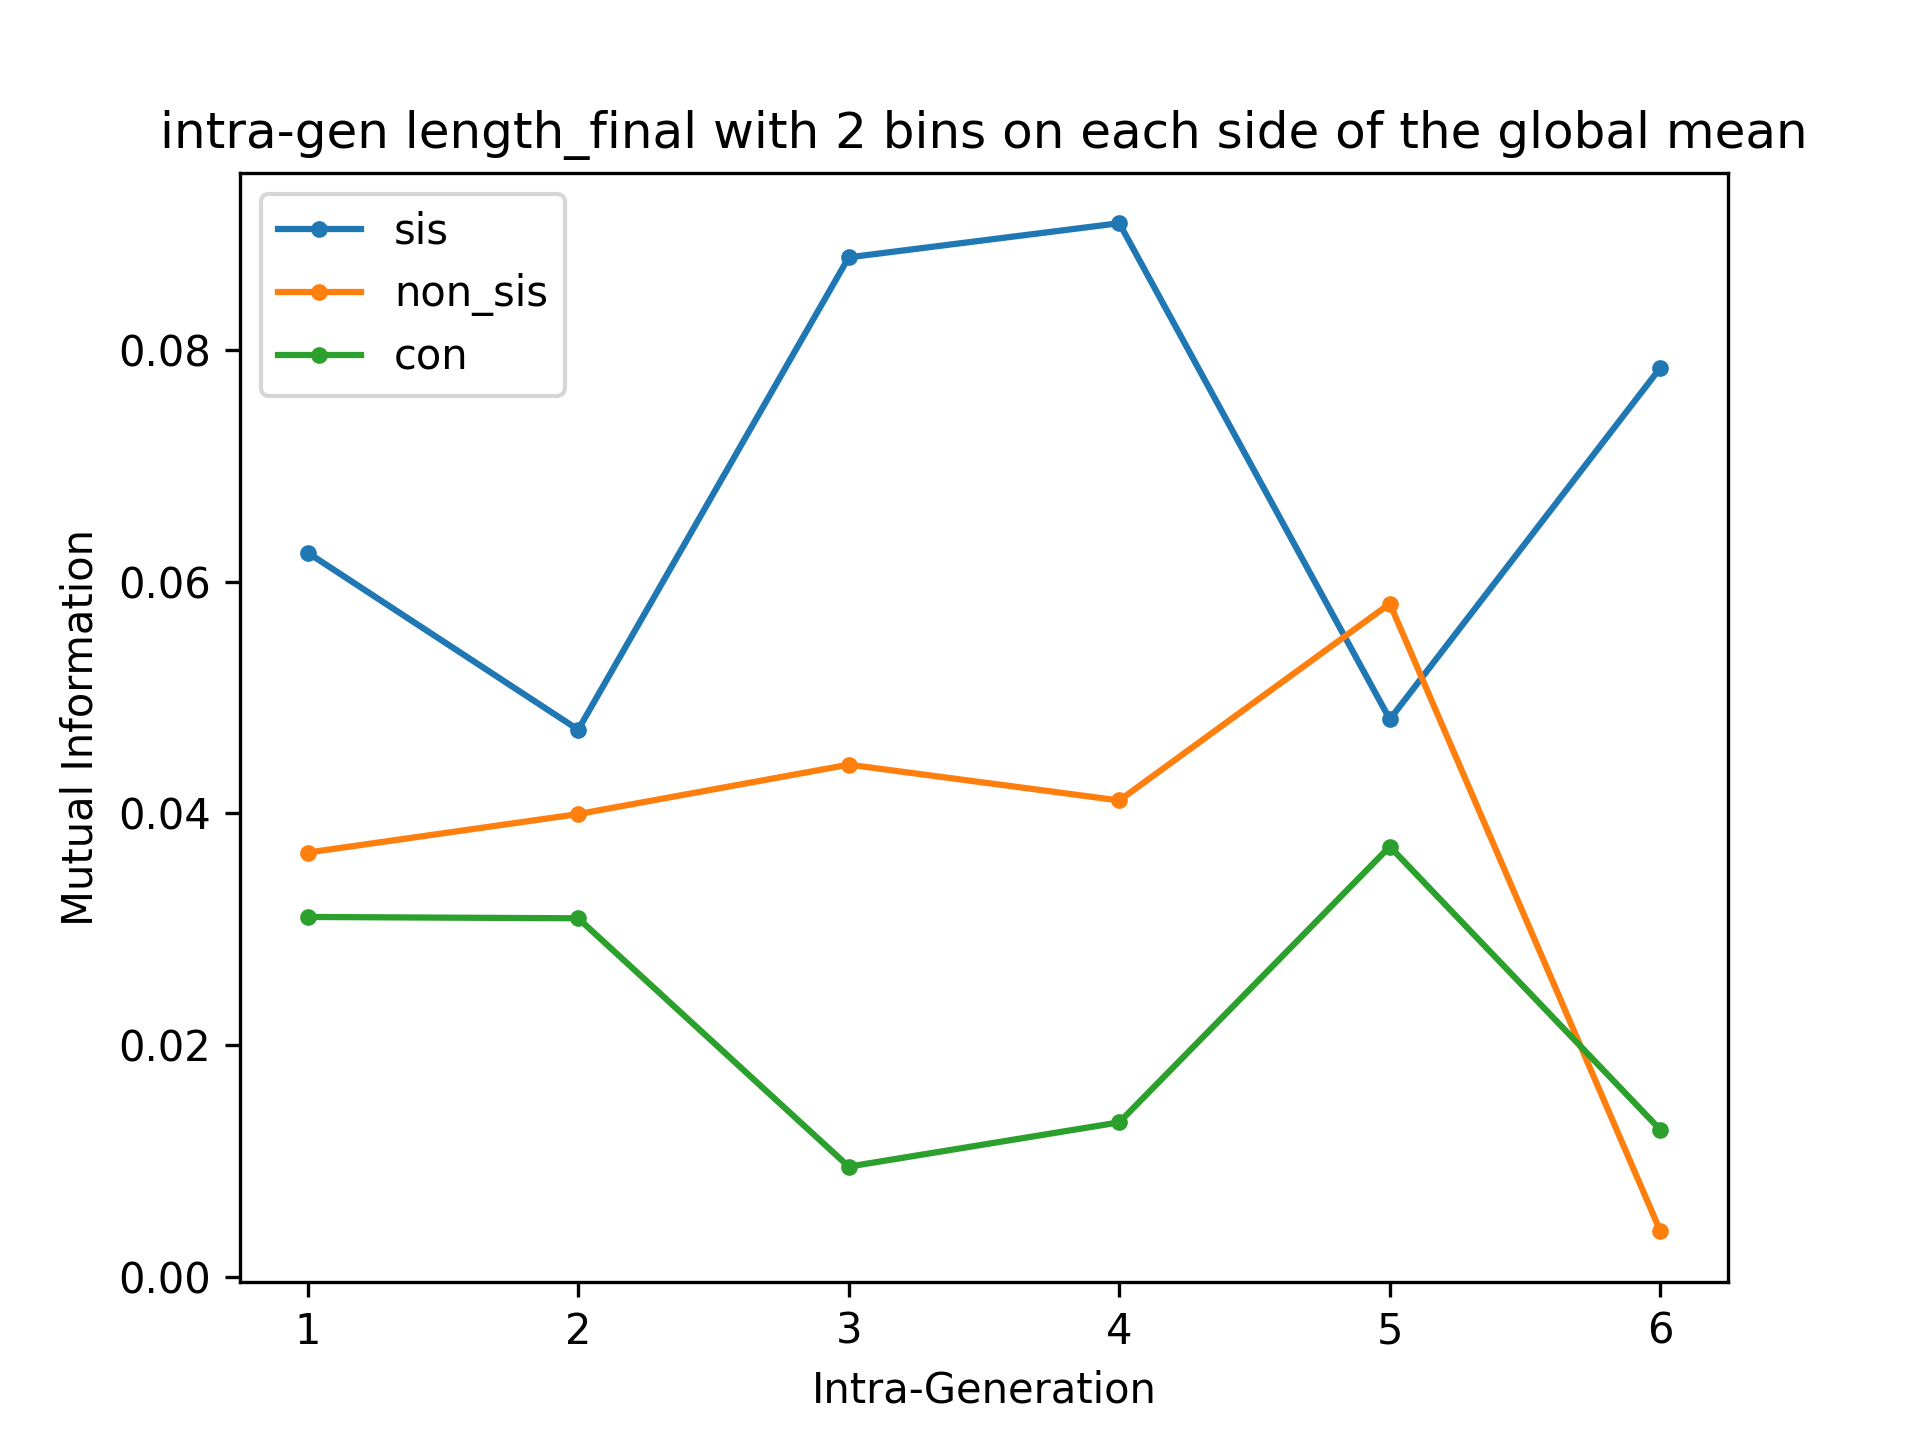 intra-gen length_final with 2 bins on each side of the global mean
sis
non_sis
con
Mutual Information
0.08
0.06
0.04
0.02
0.00
1 2 3 4 5 6
Intra-Generation